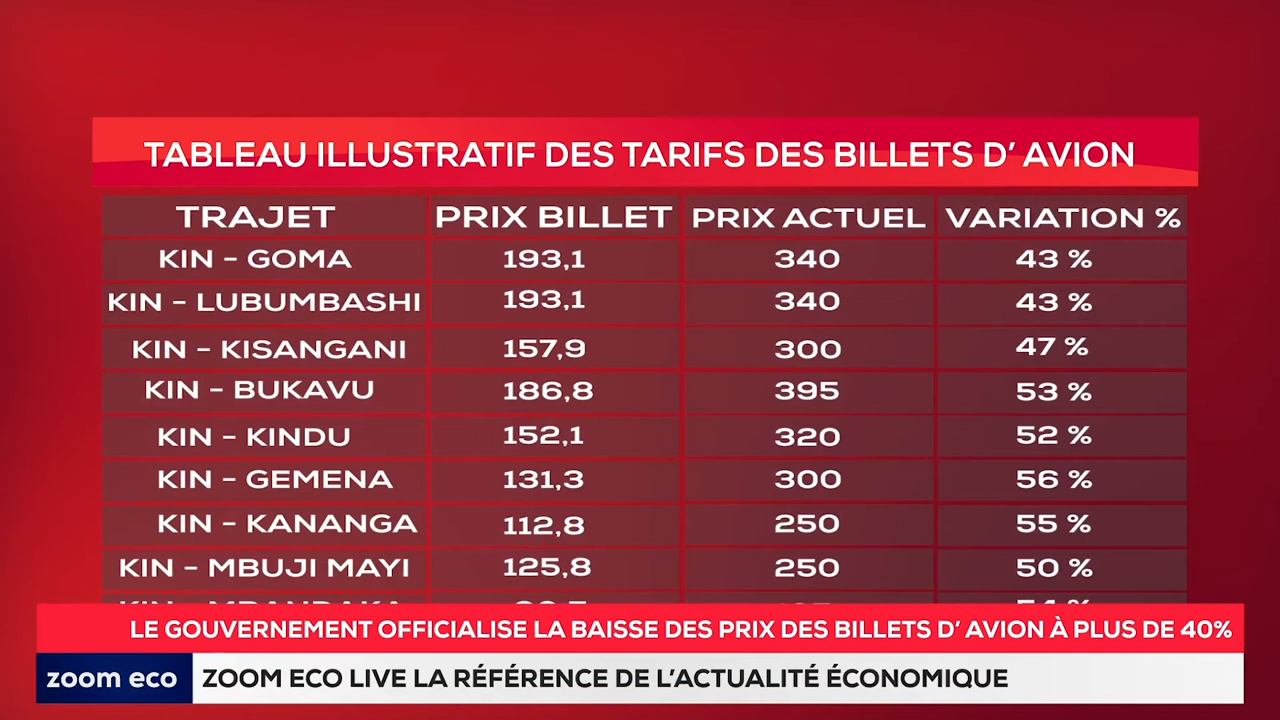 TABLEAU ILLUSTRATIF DES TARIFS DES BILLETS D' AVION
TRAJET PRIX BILLET PRIX ACTUEL VARIATION %
KIN - GOMA 193,1 340 43 %
KIN - LUBUMBASHI 193,1 340 43 %
KIN - KISANGANI 157,9 300 47 %
KIN - BUKAVU 186,8 395 53 %
KIN - KINDU 152,1 320 52 %
KIN - GEMENA 131,3 300 56 %
KIN - KANANGA 112,8 250 55 %
KIN - MBUJI MAYI 125,8 250 50 %
KIN - MBANDAKA
LE GOUVERNEMENT OFFICIALISE LA BAISSE DES PRIX DES BILLETS D' AVION À PLUS DE 40%
zoom eco ZOOM ECO LIVE LA RÉFÉRENCE DE L'ACTUALITÉ ÉCONOMIQUE